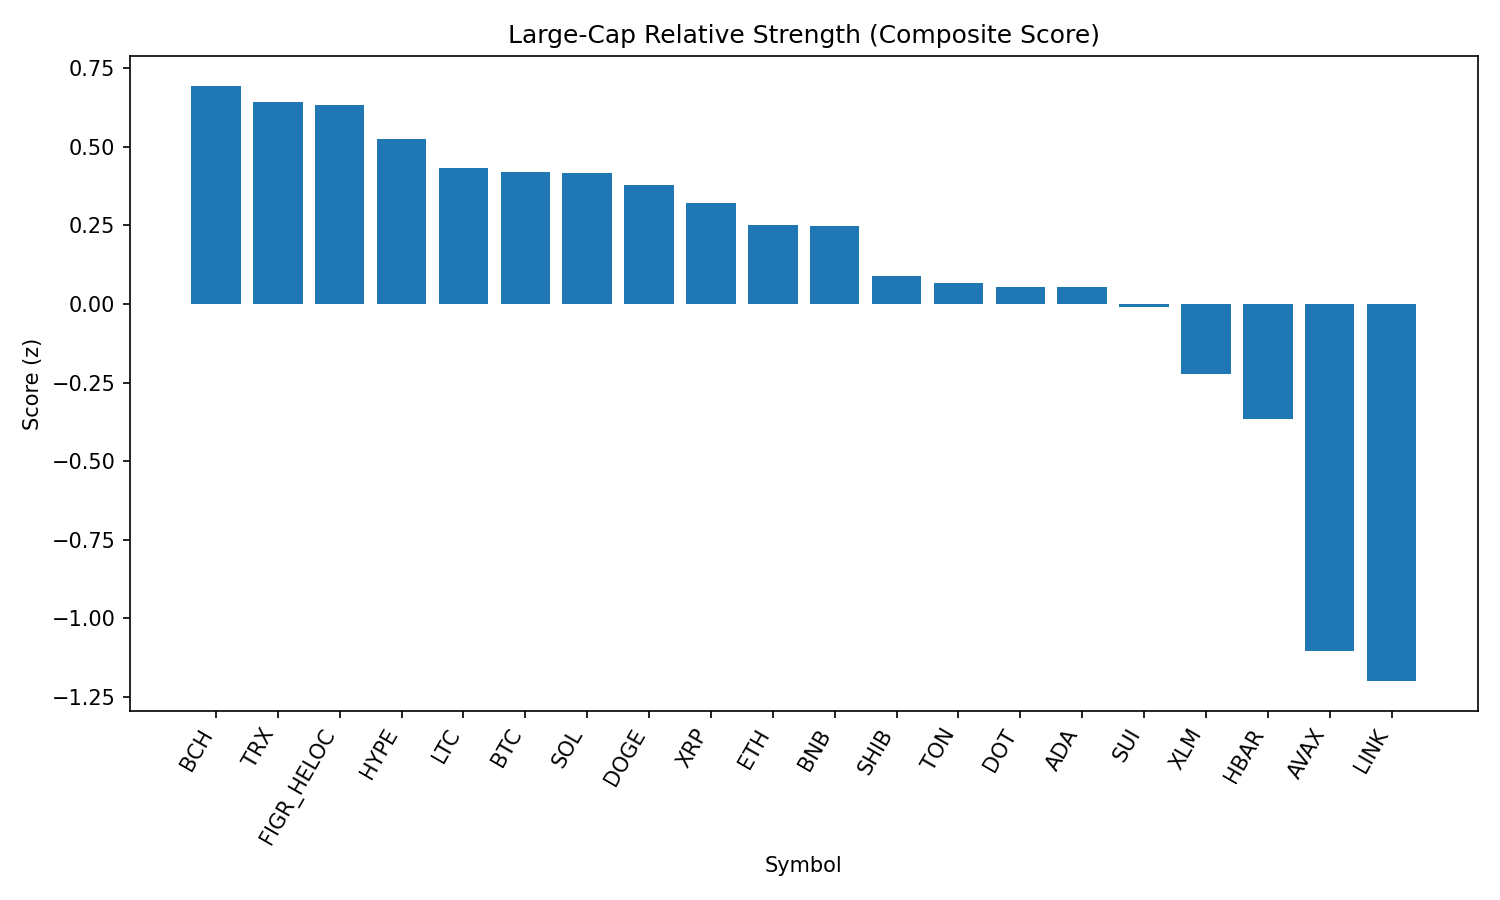 Large-Cap Relative Strength (Composite Score)
0.75
0.50
0.25
0.00
−0.25
−0.50
−0.75
−1.00
−1.25
Score (z)
BCH
TRX
FIGR_HELOC
HYPE
LTC
BTC
SOL
DOGE
XRP
ETH
BNB
SHIB
TON
DOT
ADA
SUI
XLM
HBAR
AVAX
LINK
Symbol